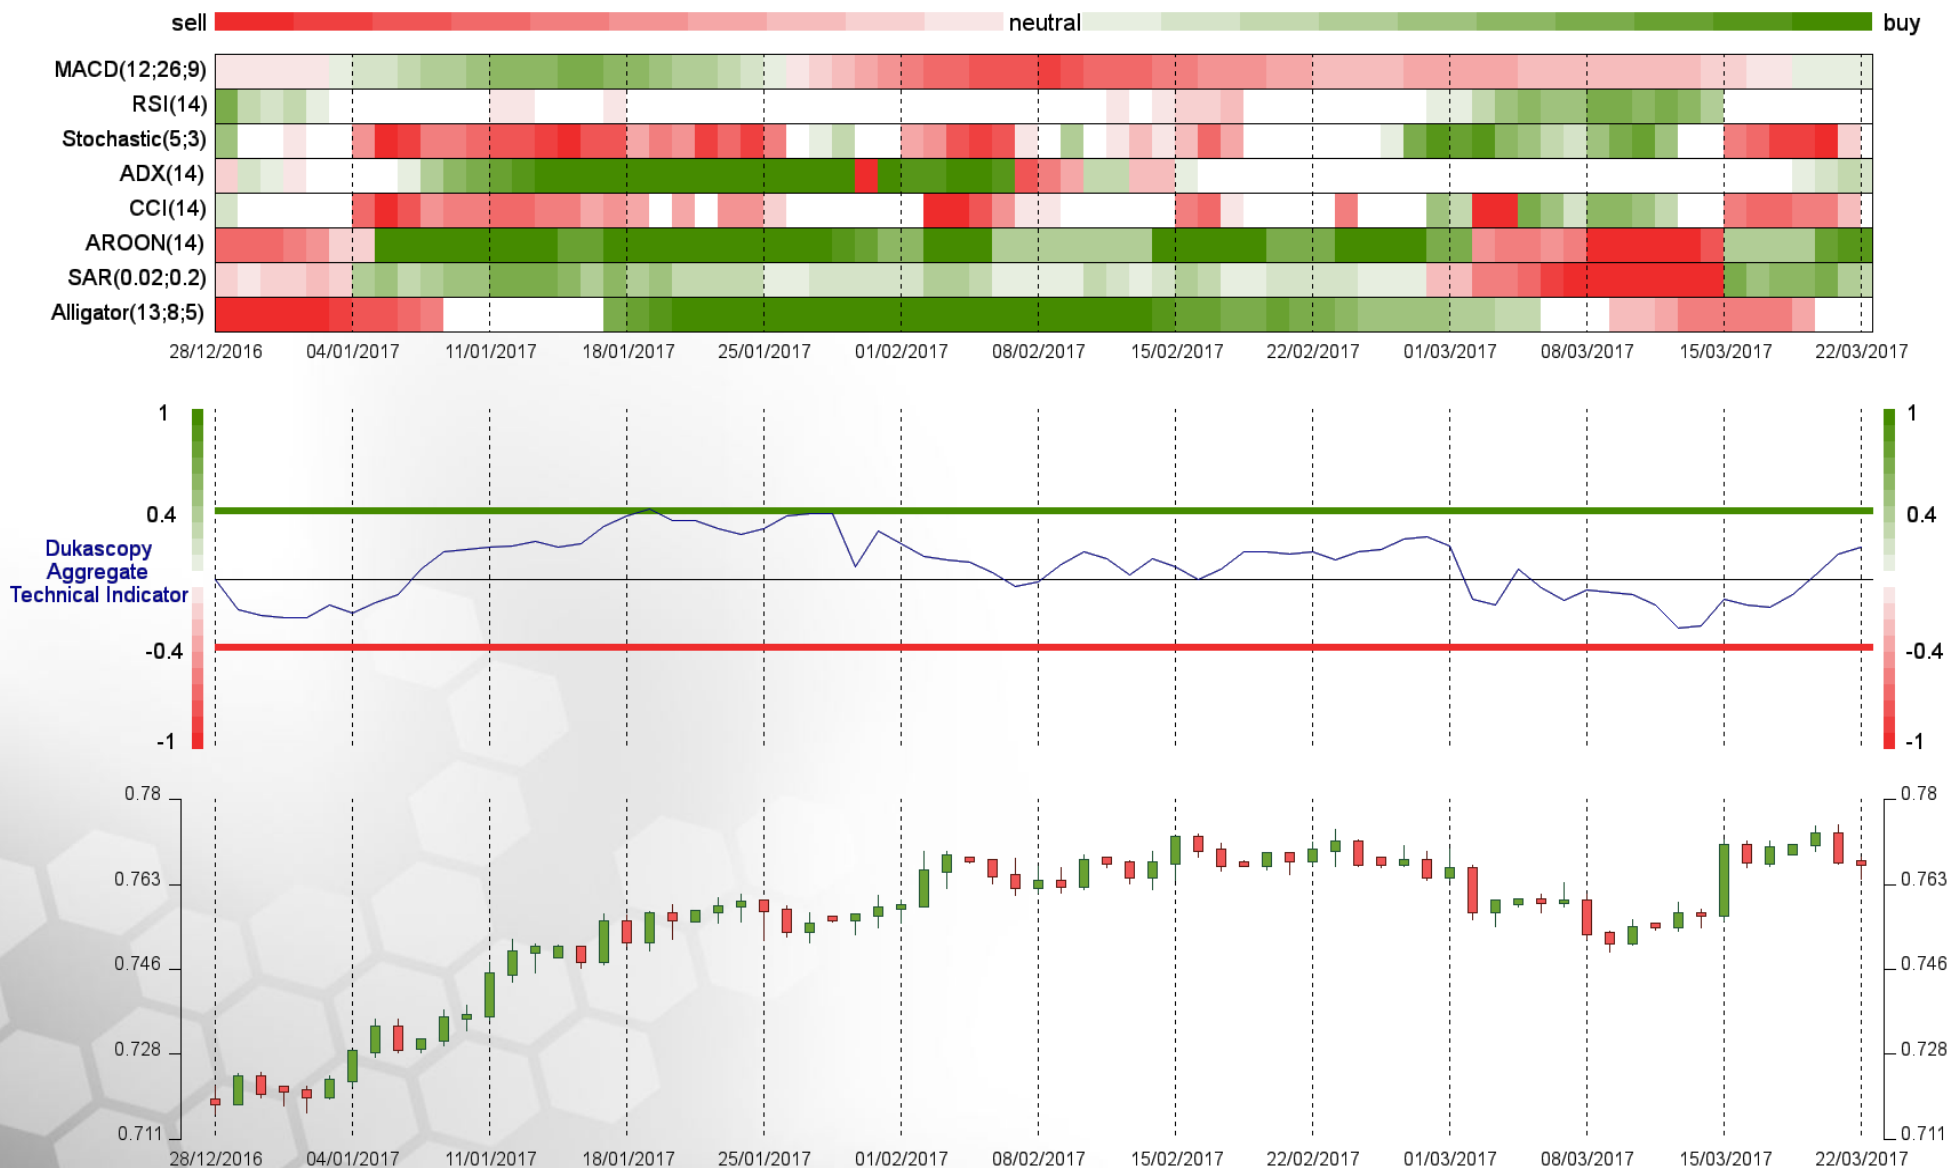 sell neutral buy
MACD(12;26;9)
RSI(14)
Stochastic(5;3)
ADX(14)
CCI(14)
AROON(14)
SAR(0.02;0.2)
Alligator(13;8;5)
28/12/2016 04/01/2017 11/01/2017 18/01/2017 25/01/2017 01/02/2017 08/02/2017 15/02/2017 22/02/2017 01/03/2017 08/03/2017 15/03/2017 22/03/2017
1 1
0.4 0.4
Dukascopy
Aggregate
Technical Indicator
-0.4 -0.4
-1 -1
0.78 0.78
0.763 0.763
0.746 0.746
0.728 0.728
0.711 0.711
28/12/2016 04/01/2017 11/01/2017 18/01/2017 25/01/2017 01/02/2017 08/02/2017 15/02/2017 22/02/2017 01/03/2017 08/03/2017 15/03/2017 22/03/2017